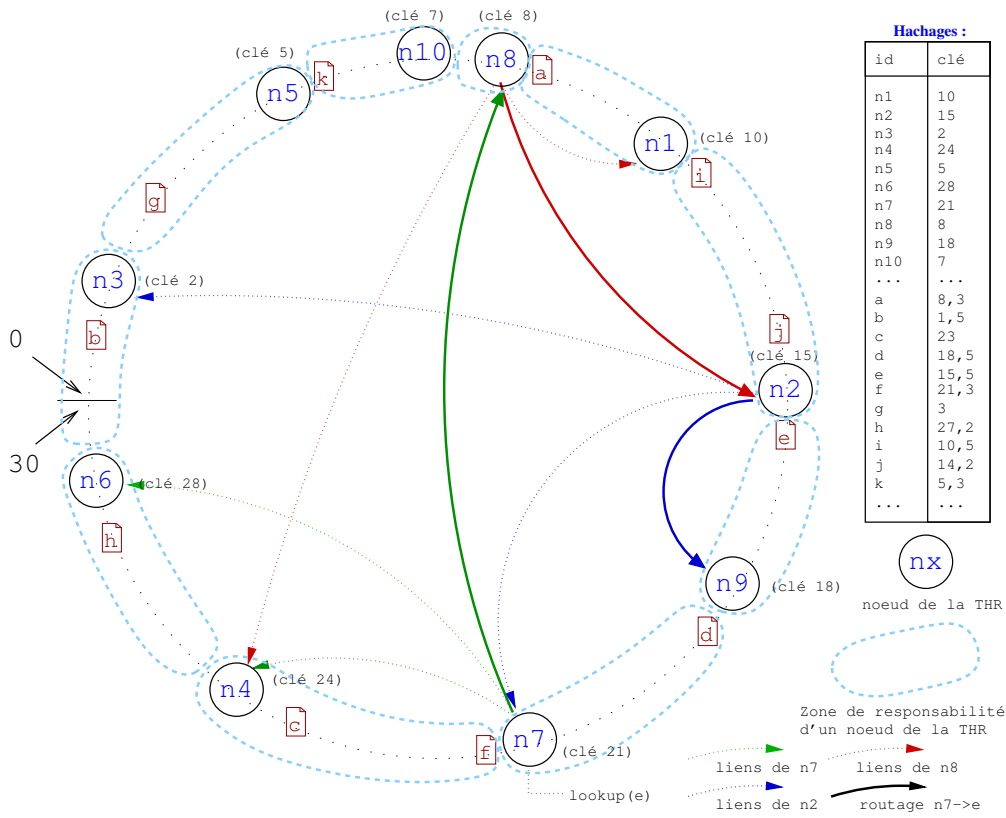 (clé 7)
(clé 8)
(clé 5)
n10
n8
n5
k
a
n1
(clé 10)
i
g
n3
(clé 2)
b
j
(clé 15)
n2
0
30
e
n6
(clé 28)
h
n9
(clé 18)
d
n4
(clé 24)
c
f
n7
(clé 21)
lookup(e)
Hachages :
id clé
n1 10
n2 15
n3 2
n4 24
n5 5
n6 28
n7 21
n8 8
n9 18
n10 7
... ...
a 8,3
b 1,5
c 23
d 18,5
e 15,5
f 21,3
g 3
h 27,2
i 10,5
j 14,2
k 5,3
... ...
nx
noeud de la THR
Zone de responsabilité
d'un noeud de la THR
liens de n7
liens de n8
liens de n2
routage n7->e